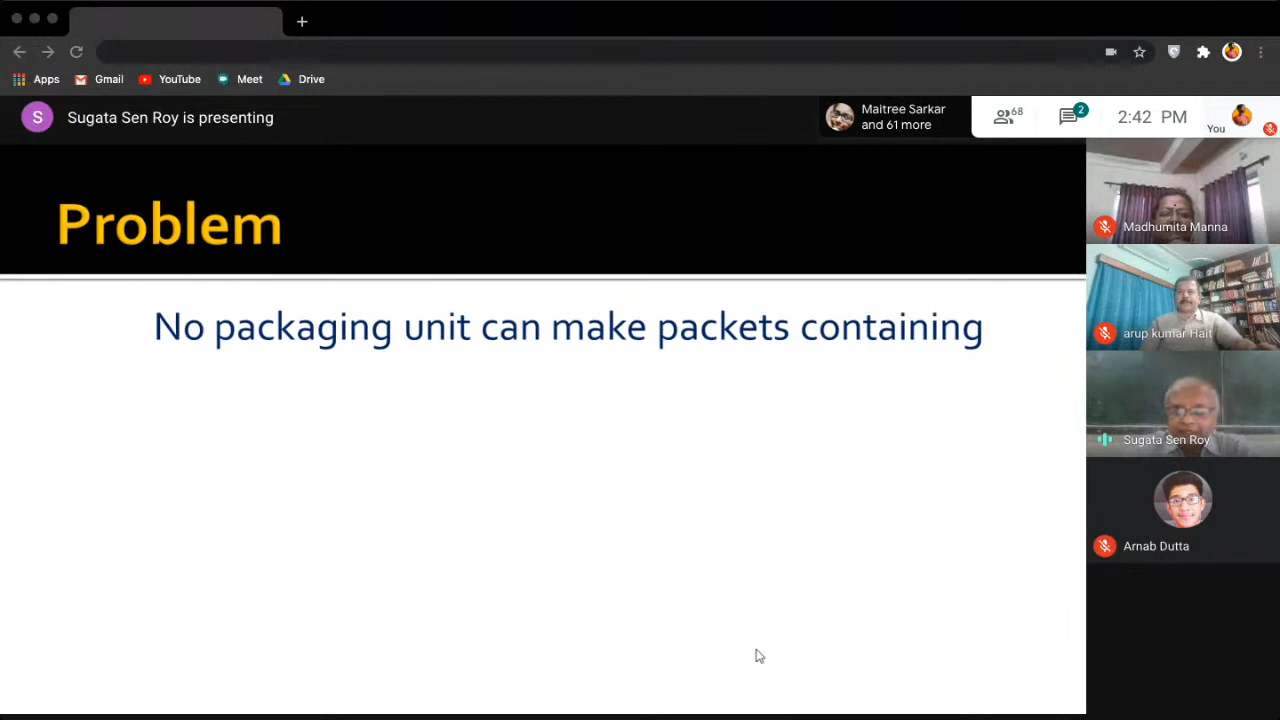 Apps Gmail YouTube Meet Drive
S Sugata Sen Roy is presenting
Maitree Sarkar
and 61 more
68
2
2:42 PM
You
Problem
No packaging unit can make packets containing
Madhumita Manna
arup kumar Hait
Sugata Sen Roy
Arnab Dutta